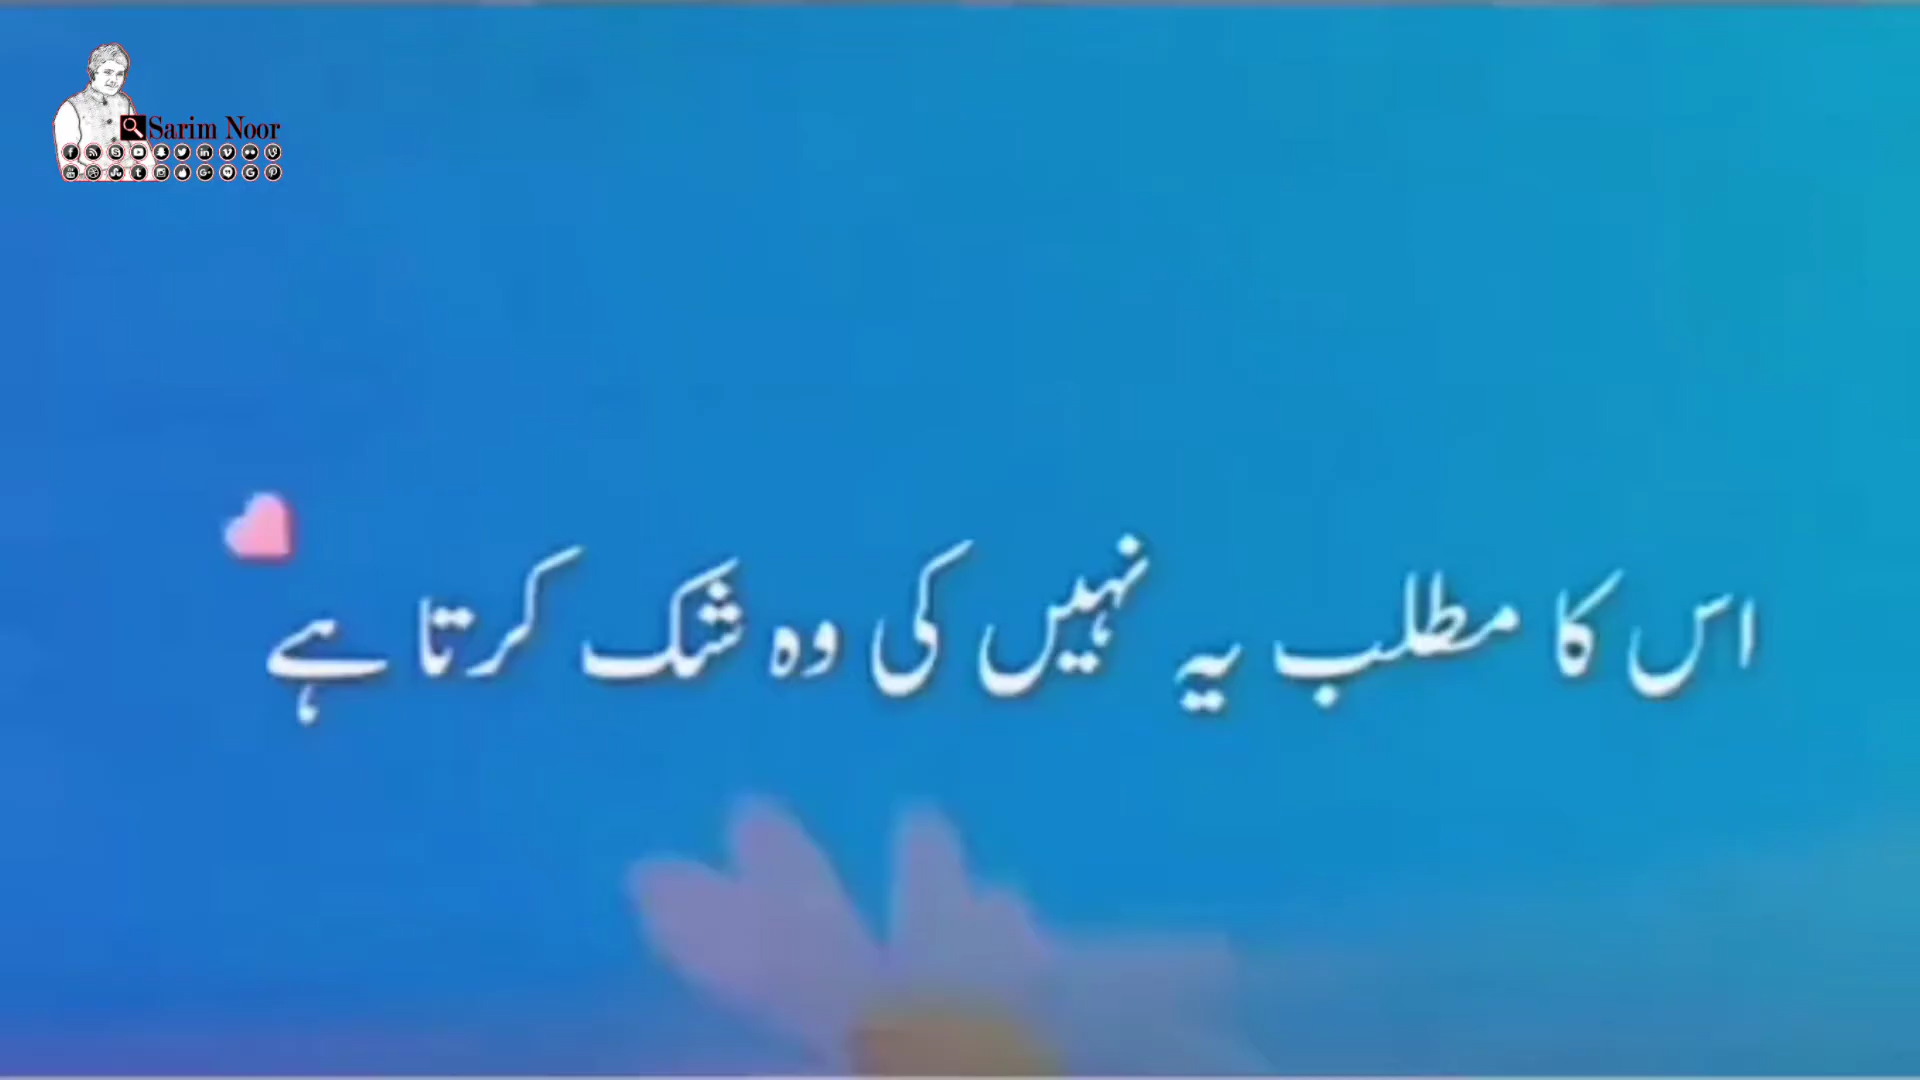 Sarim Noor
اس کا مطلب یہ نہیں کی وہ شک کرتا ہے